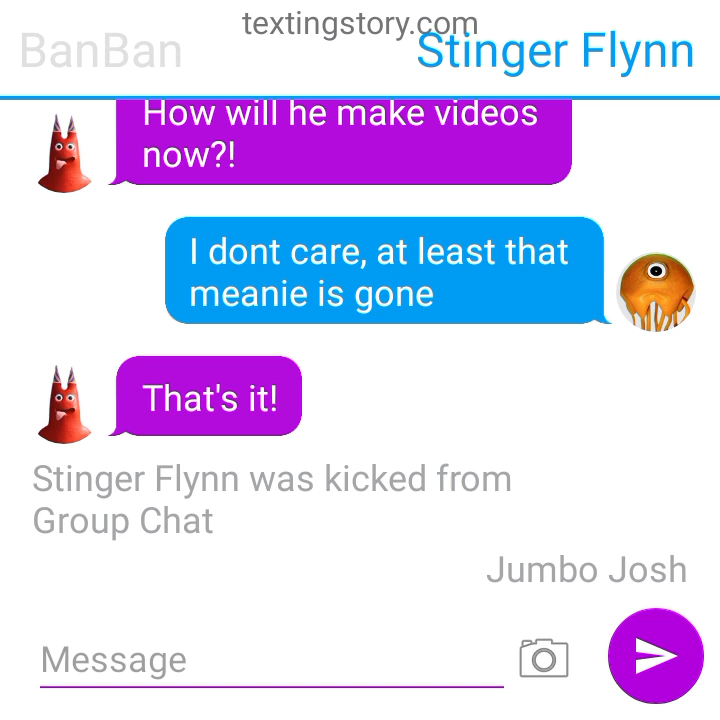 textingstory.com
BanBan
Stinger Flynn
How will he make videos
now?!
I dont care, at least that
meanie is gone
That's it!
Stinger Flynn was kicked from
Group Chat
Jumbo Josh
Message